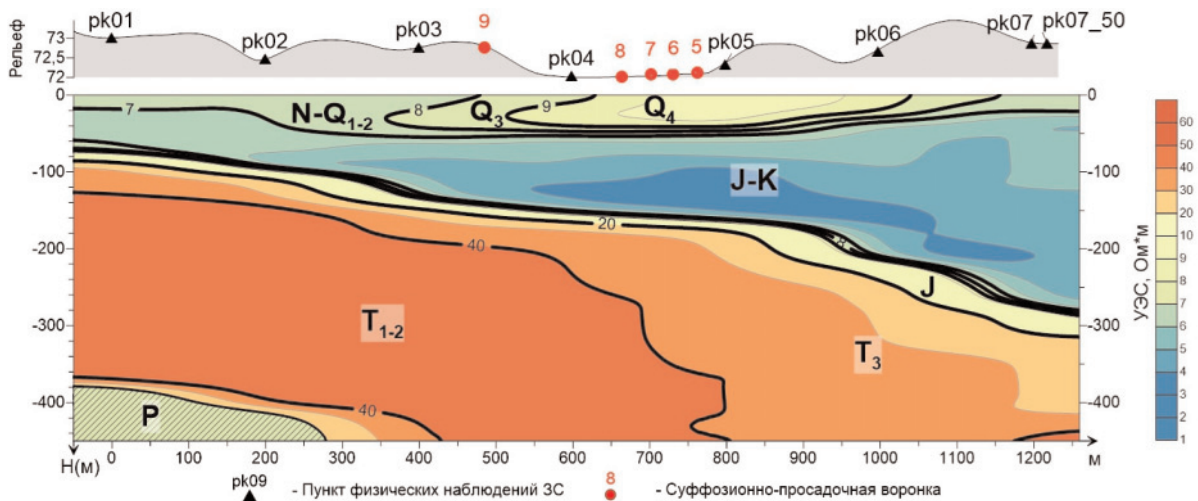 pk01
pk02
pk03
9
pk04
8
7
6
5
pk05
pk06
pk07
pk07_50
Рельеф
73
72,5
72
0
-100
-200
-300
-400
7
N-Q1-2
8
Q3
9
Q4
J-K
20
8
J
40
T1-2
T3
40
P
0
-100
-200
-300
-400
H(м)
0 100 200 300 400 500 600 700 800 900 1000 1100 1200 м
УЭС, Ом*м
60
50
40
30
20
10
9
8
7
6
5
4
3
2
1
pk09 - Пункт физических наблюдений ЗС
8 - Суффозионно-просадочная воронка